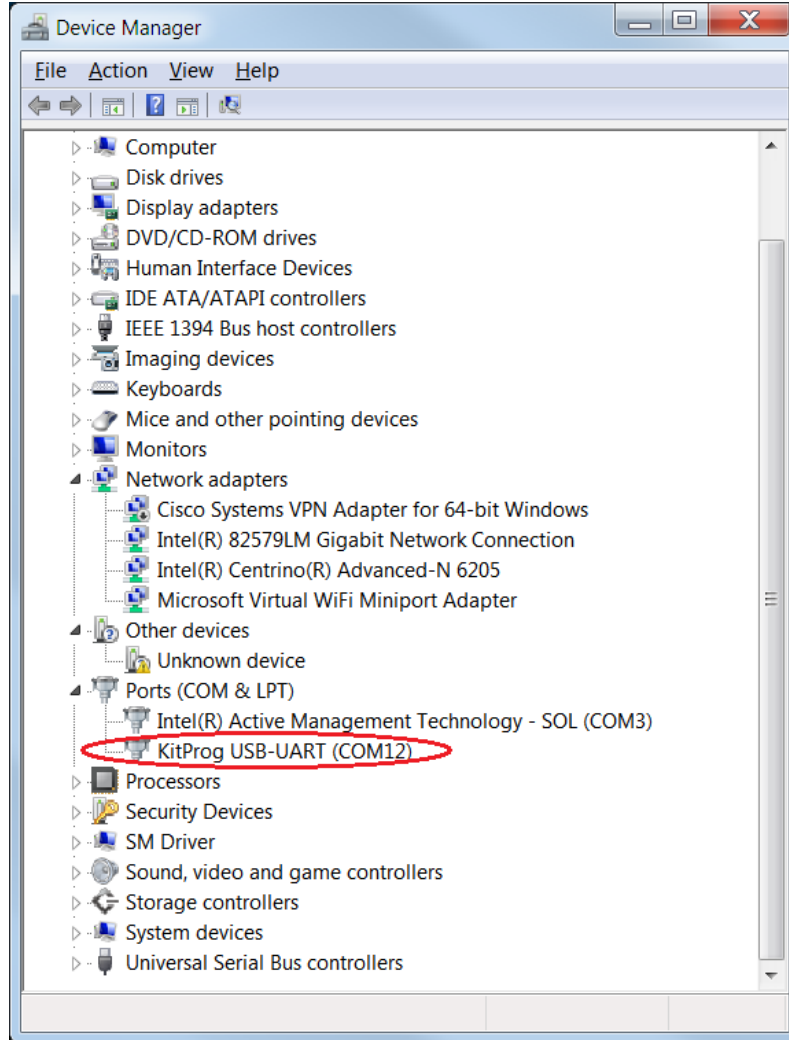 Device Manager
File Action View Help
Computer
Disk drives
Display adapters
DVD/CD-ROM drives
Human Interface Devices
IDE ATA/ATAPI controllers
IEEE 1394 Bus host controllers
Imaging devices
Keyboards
Mice and other pointing devices
Monitors
Network adapters
Cisco Systems VPN Adapter for 64-bit Windows
Intel(R) 82579LM Gigabit Network Connection
Intel(R) Centrino(R) Advanced-N 6205
Microsoft Virtual WiFi Miniport Adapter
Other devices
Unknown device
Ports (COM & LPT)
Intel(R) Active Management Technology - SOL (COM3)
KitProg USB-UART (COM12)
Processors
Security Devices
SM Driver
Sound, video and game controllers
Storage controllers
System devices
Universal Serial Bus controllers